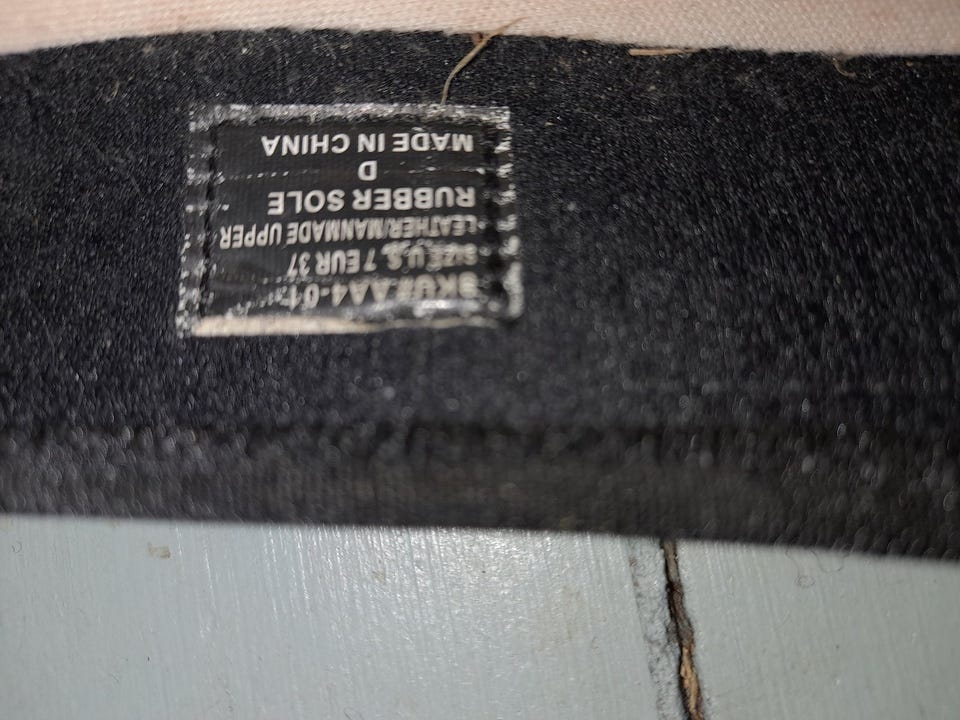 SKU# AA4-01
SIZE U.S. 7 EUR 37
LEATHER/MANMADE UPPER
RUBBER SOLE
D
MADE IN CHINA